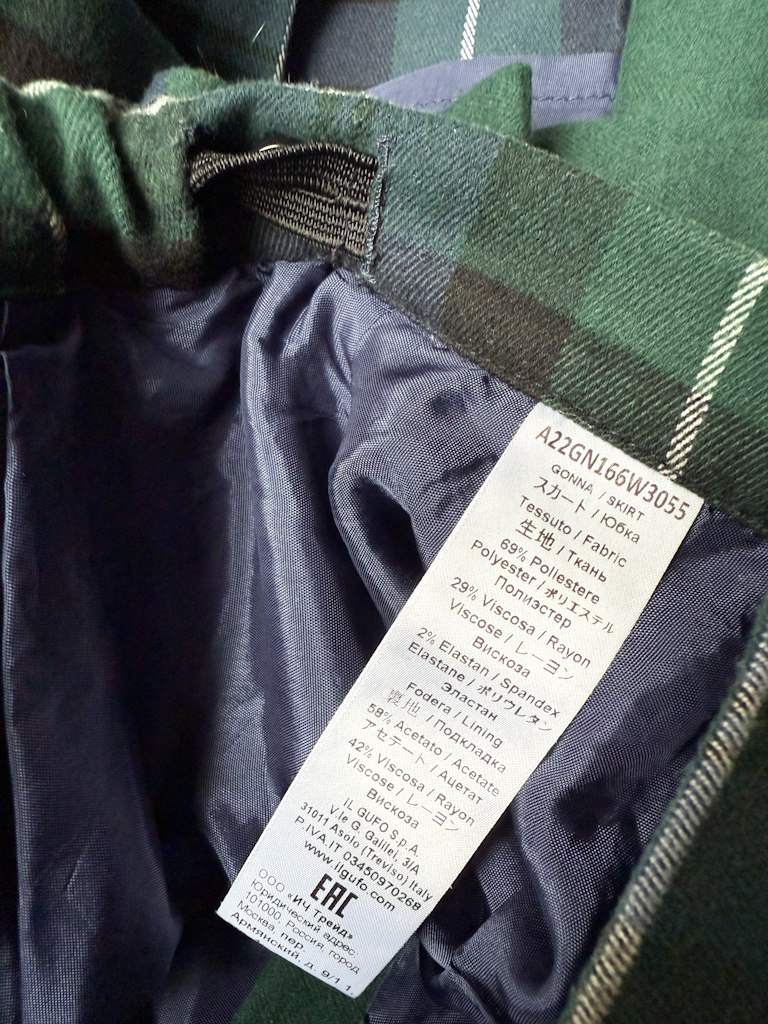 A22GN166W3055
GONNA / SKIRT
スカート / Юбка
Tessuto / Fabric
生地 / Ткань
69% Poliestere
Polyester / ポリエステル
Полиэстер
29% Viscosa / Rayon
Viscose / レーヨン
Вискоза
2% Elastan / Spandex
Elastane / ポリウレタン
Эластан
Fodera / Lining
裏地 / Подкладка
58% Acetato / Acetate
アセテート / Ацетат
42% Viscosa / Rayon
Viscose / レーヨン
Вискоза
IL GUFO S.P.A.
V.le G. Galilei, 3/A
31011 Asolo (Treviso) Italy
P.IVA.IT 03450970268
www.ilgufo.com
EAC
ООО «ИЧ Трейд»
Юридический адрес
101000, Россия, город
Москва, пер.
Армянский, д. 9/1 1.